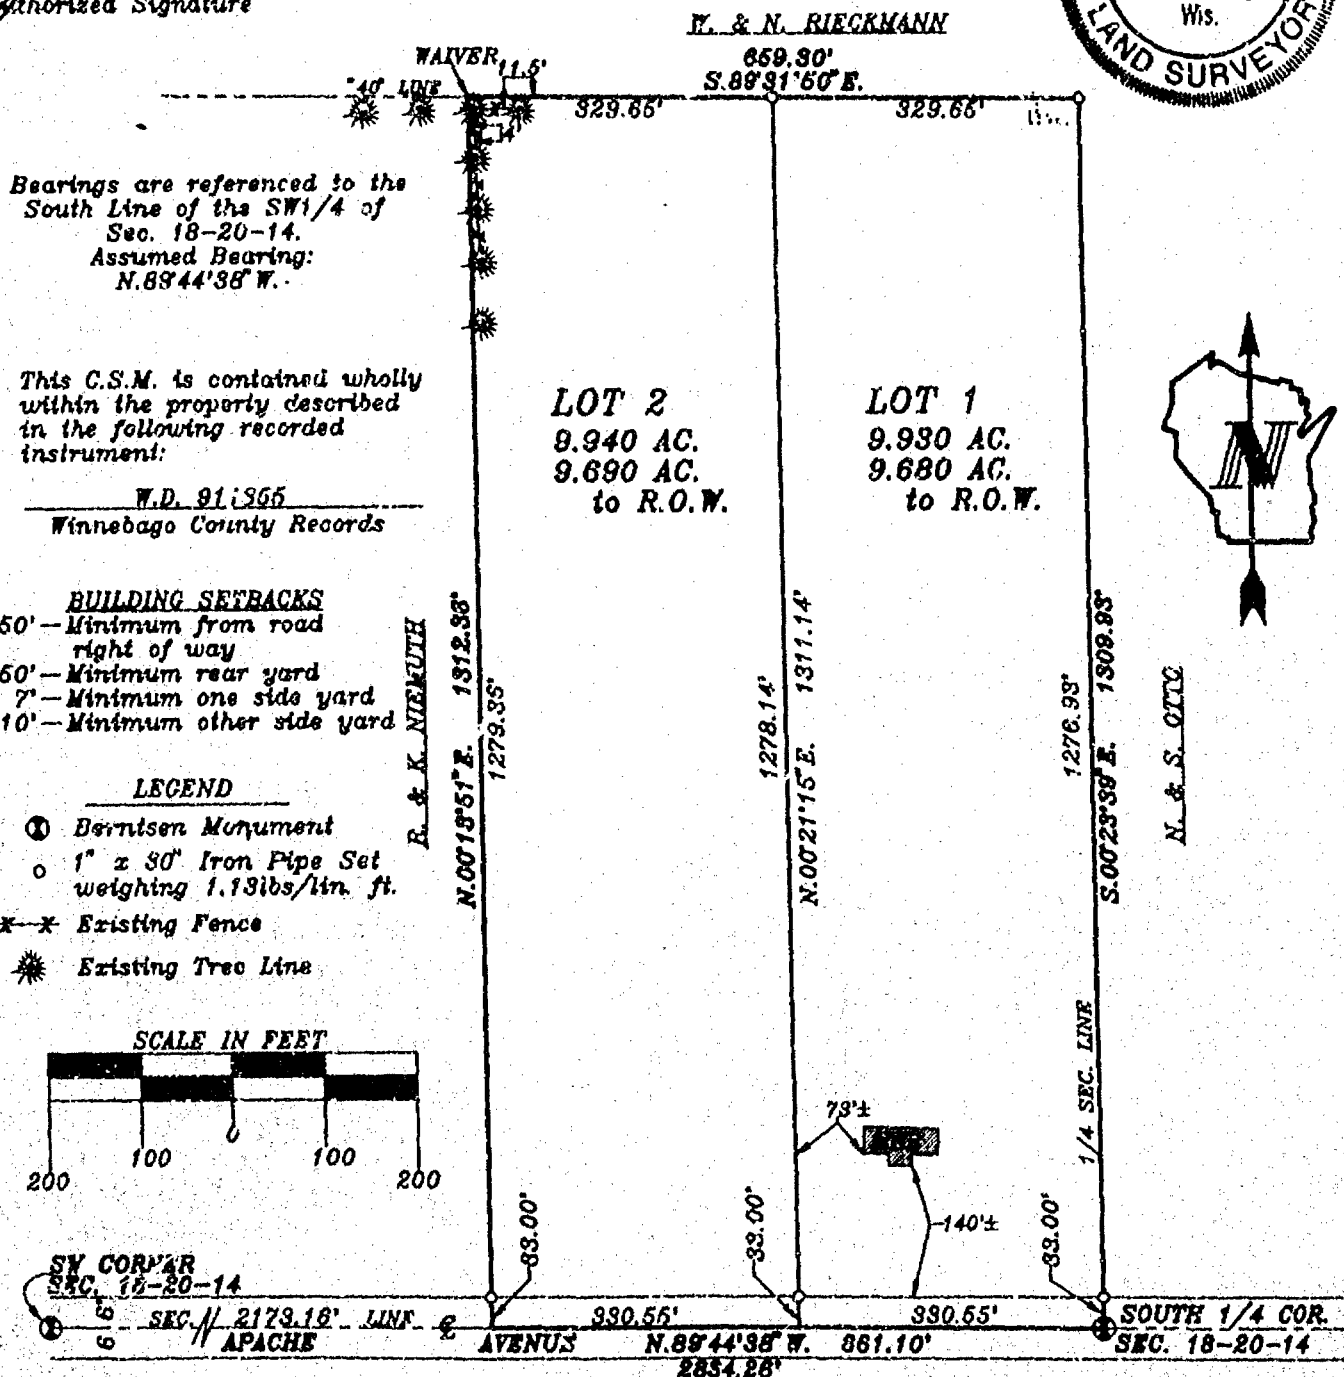 Authorized Signature
Wis.
LAND SURVEYOR
W. & N. RIECKMANN
659.30'
S.89°31'50"E.
WAIVER
11.5'
"40" LINE
14'
329.65'
329.65'
Bearings are referenced to the
South Line of the SW1/4 of
Sec. 18-20-14.
Assumed Bearing:
N.89°44'38"W.
This C.S.M. is contained wholly
within the property described
in the following recorded
instrument:
W.D. 911365
Winnebago County Records
LOT 2
9.940 AC.
9.690 AC.
to R.O.W.
LOT 1
9.930 AC.
9.680 AC.
to R.O.W.
N
BUILDING SETBACKS
50'—Minimum from road
right of way
50'—Minimum rear yard
7'—Minimum one side yard
10'—Minimum other side yard
R. & K. NIEMUTH
N.00°18'51"E. 1312.38'
1279.35'
1278.14'
N.00°21'15"E. 1311.14'
1276.93'
S.00°23'39"E. 1309.93'
N. & S. OTTO
LEGEND
Berntsen Monument
1" x 30" Iron Pipe Set
weighing 1.13lbs/lin. ft.
x—x Existing Fence
Existing Tree Line
SCALE IN FEET
200 100 0 100 200
1/4 SEC. LINE
73'±
140'±
33.00'
33.00'
33.00'
SW CORNER
SEC. 18-20-14
66'
SEC. 2173.16' LINE
330.55'
330.55'
SOUTH 1/4 COR.
APACHE AVENUS N.89°44'38"W. 661.10'
SEC. 18-20-14
2834.26'